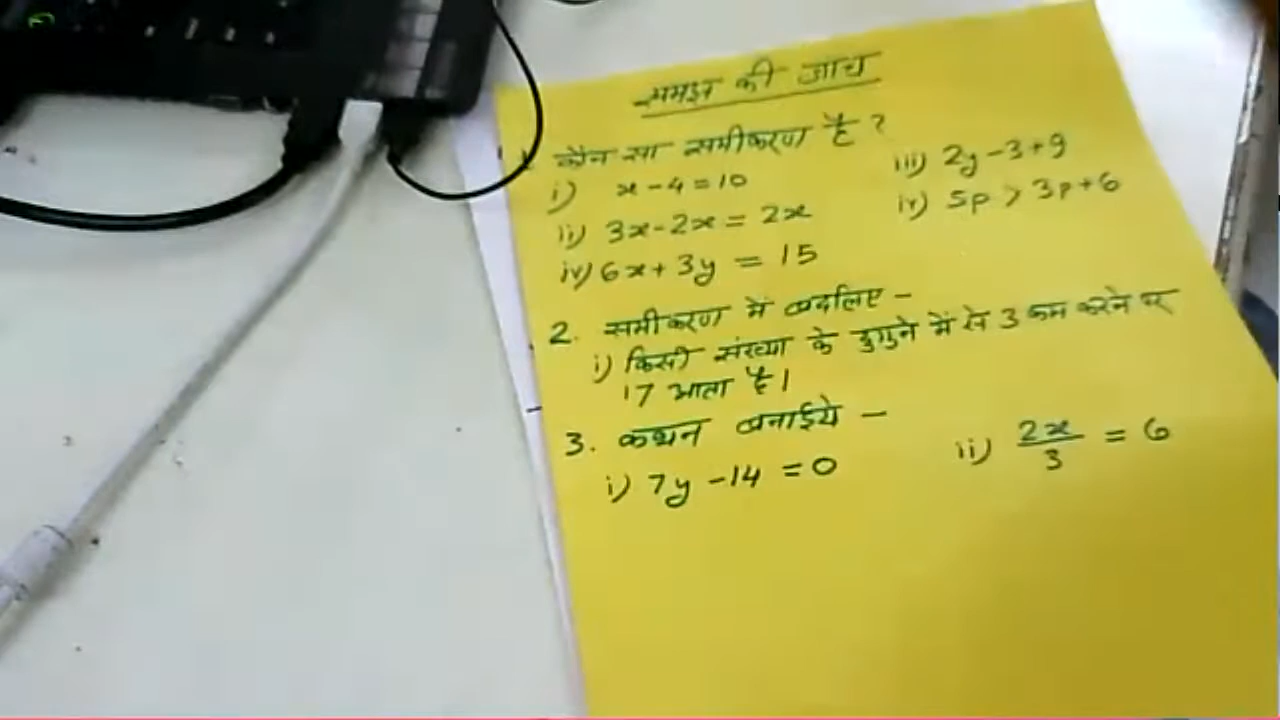 समझ की जाच
कौन सा समीकरण है ?
i) x-4=10
iii) 2y-3+9
ii) 3x-2x = 2x
iv) 5p > 3p+6
iv) 6x+3y = 15
2. समीकरण में बदलिए -
i) किसी संख्या के दुगुने में से 3 कम करने पर
17 आता है।
3. कथन बनाईये -
i) 7y -14 = 0
ii) 2x/3 = 6